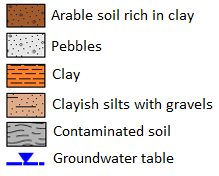 Arable soil rich in clay
Pebbles
Clay
Clayish silts with gravels
Contaminated soil
Groundwater table